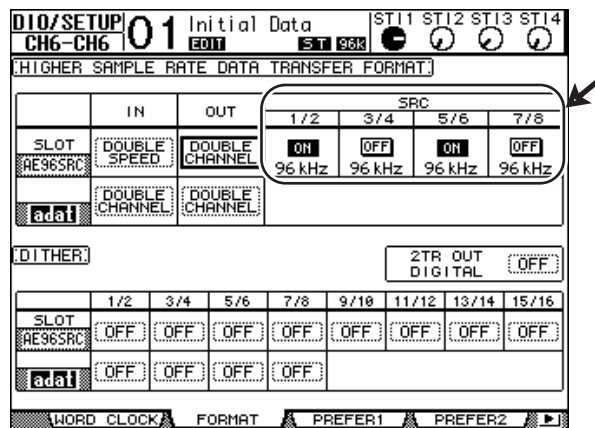 DIO/SETUP 01 Initial Data ST1 ST2 ST3 ST4
CH6-CH6 EDIT ST 96k
HIGHER SAMPLE RATE DATA TRANSFER FORMAT
IN OUT SRC
1/2 3/4 5/6 7/8
SLOT DOUBLE SPEED DOUBLE CHANNEL ON OFF ON OFF
AE96SRC 96 kHz 96 kHz 96 kHz 96 kHz
adat DOUBLE CHANNEL DOUBLE CHANNEL
DITHER 2TR OUT DIGITAL OFF
1/2 3/4 5/6 7/8 9/10 11/12 13/14 15/16
SLOT
AE96SRC OFF OFF OFF OFF OFF OFF OFF OFF
adat OFF OFF OFF OFF
WORD CLOCK FORMAT PREFER1 PREFER2